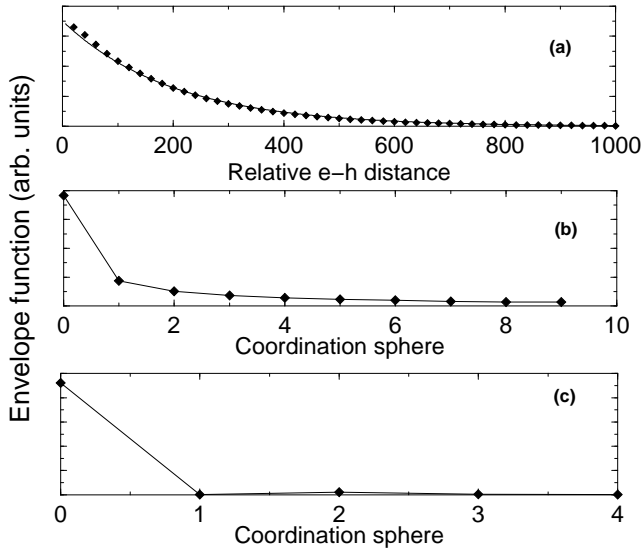 (a)
0 200 400 600 800 1000
Relative e−h distance
Envelope function (arb. units)
(b)
0 2 4 6 8 10
Coordination sphere
(c)
0 1 2 3 4
Coordination sphere